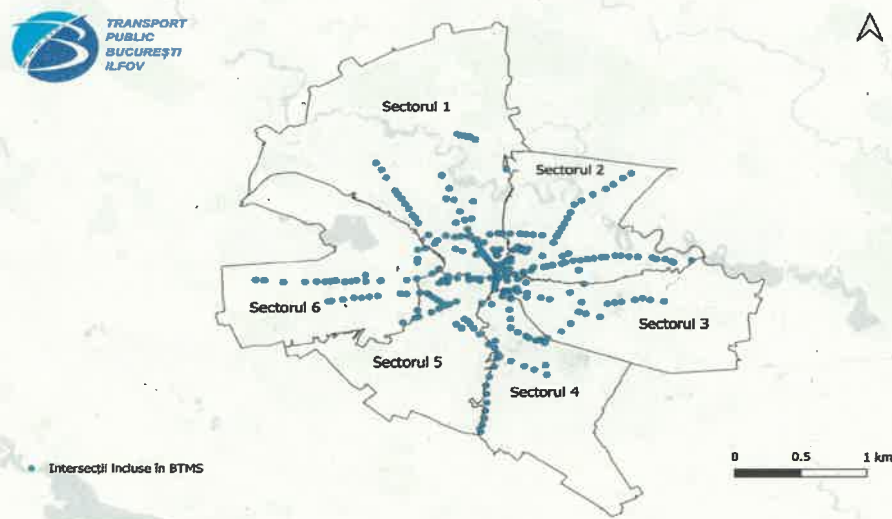 TRANSPORT
PUBLIC
BUCUREȘTI
ILFOV
Sectorul 1
Sectorul 2
Sectorul 6
Sectorul 3
Sectorul 5
Sectorul 4
Intersecții incluse în BTMS
0 0.5 1 km